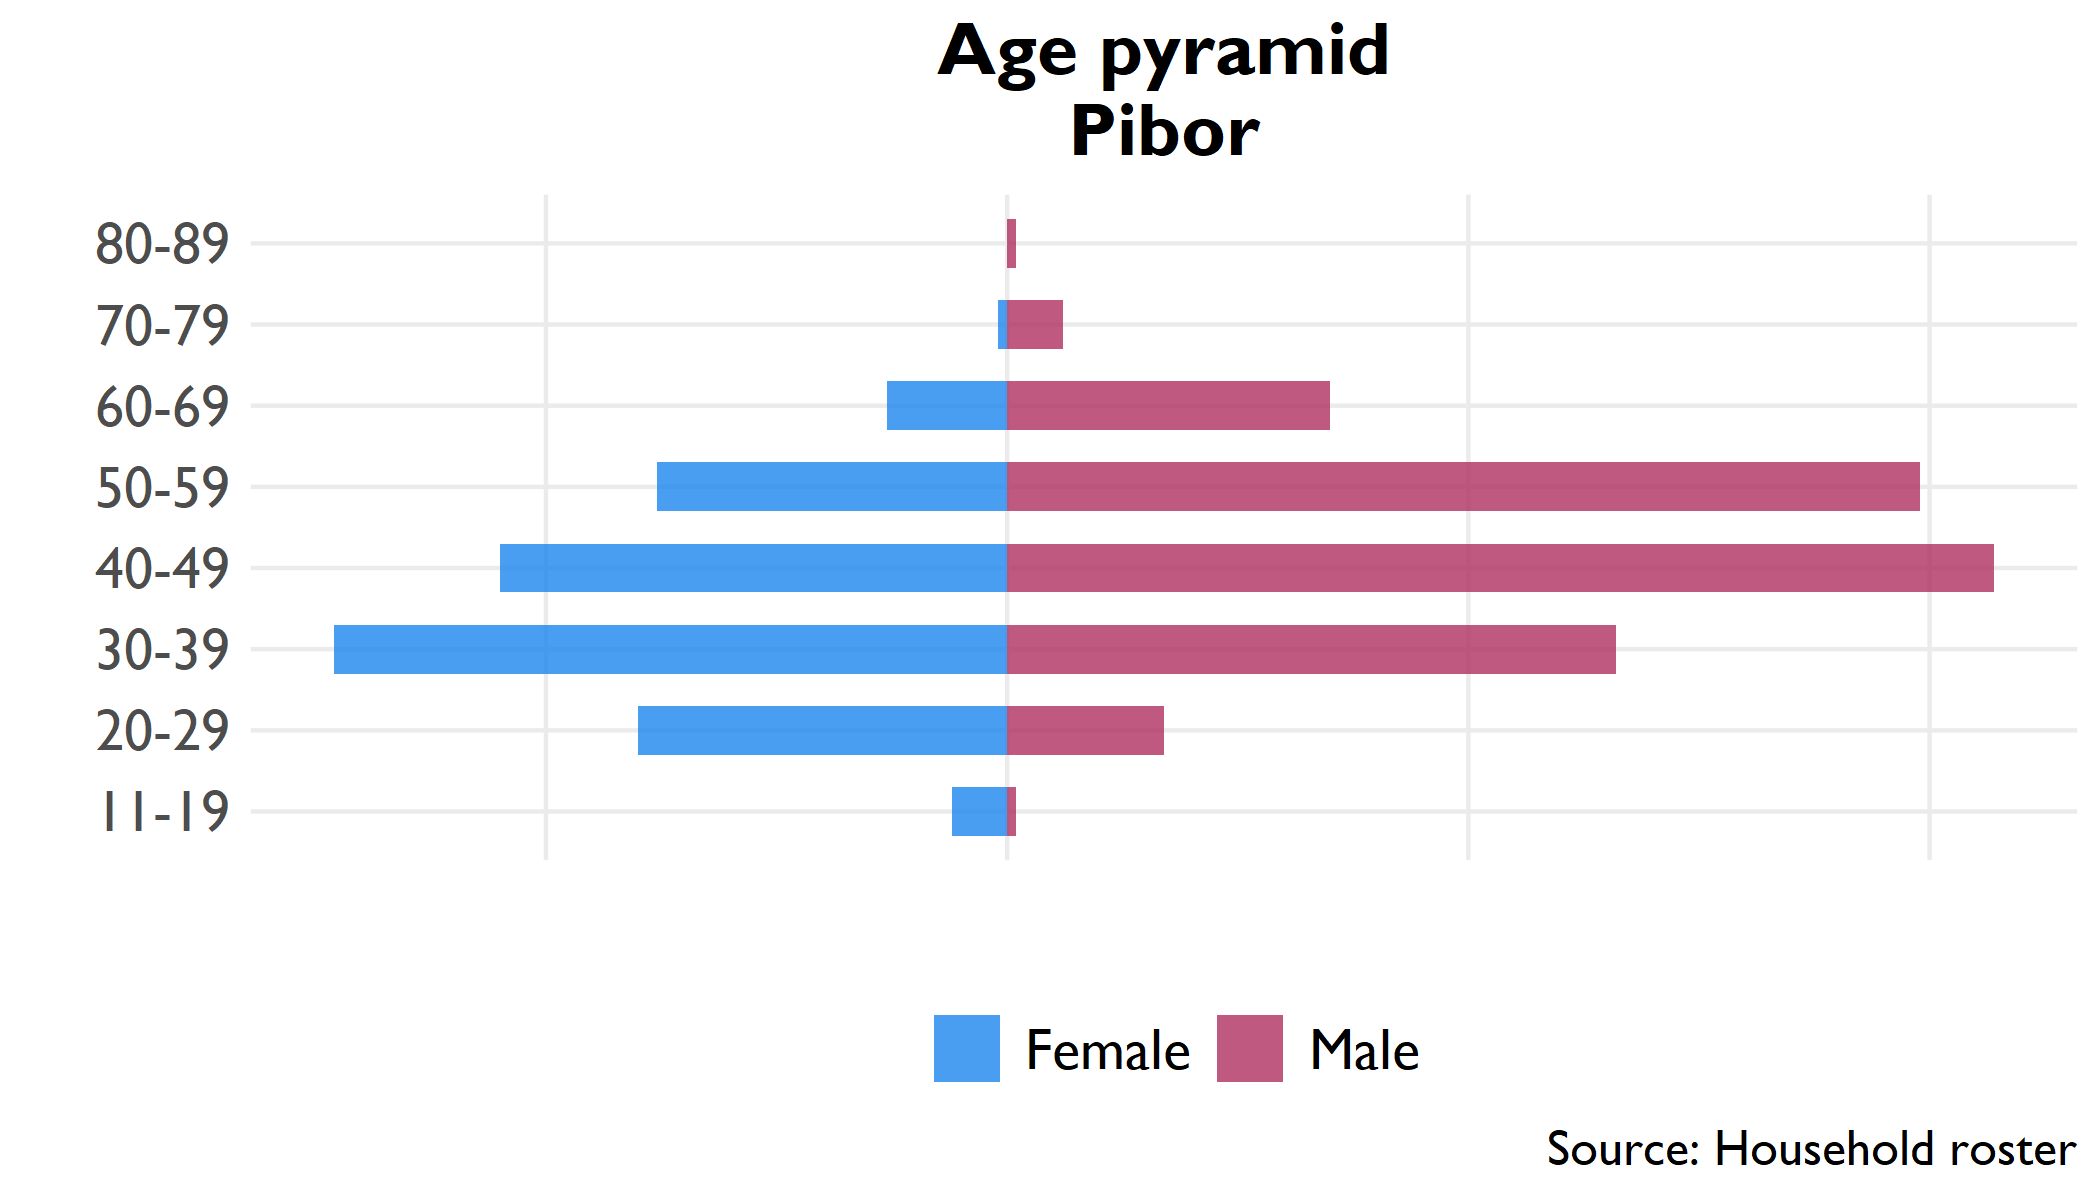 Age pyramid
Pibor
80-89
70-79
60-69
50-59
40-49
30-39
20-29
11-19
Female
Male
Source: Household roster